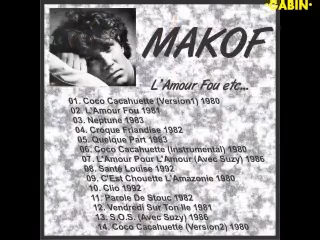 ·GABIN·
MAKOF
L'Amour Fou etc...
01. Coco Cacahuette (Version1) 1980
02. L'Amour Fou 1981
03. Neptune 1983
04. Croque Friandise 1982
05. Quelque Part 1983
06. Coco Cacahuette (Instrumental) 1980
07. L'Amour Pour L'Amour (Avec Suzy) 1986
08. Santé Louise 1992
09. C'Est Chouette L'Amazonie 1980
10. Clio 1992
11. Parole De Stouc 1982
12. Vendredi Sur Ton Ile 1981
13. S.O.S. (Avec Suzy) 1986
14. Coco Cacahuette (Version2) 1980